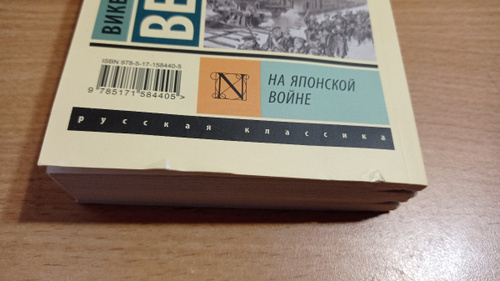 ВИКЕ
ВЕ
ISBN 978-5-17-158440-5
9 785171 584405>
N
НА ЯПОНСКОЙ
ВОЙНЕ
русская классика